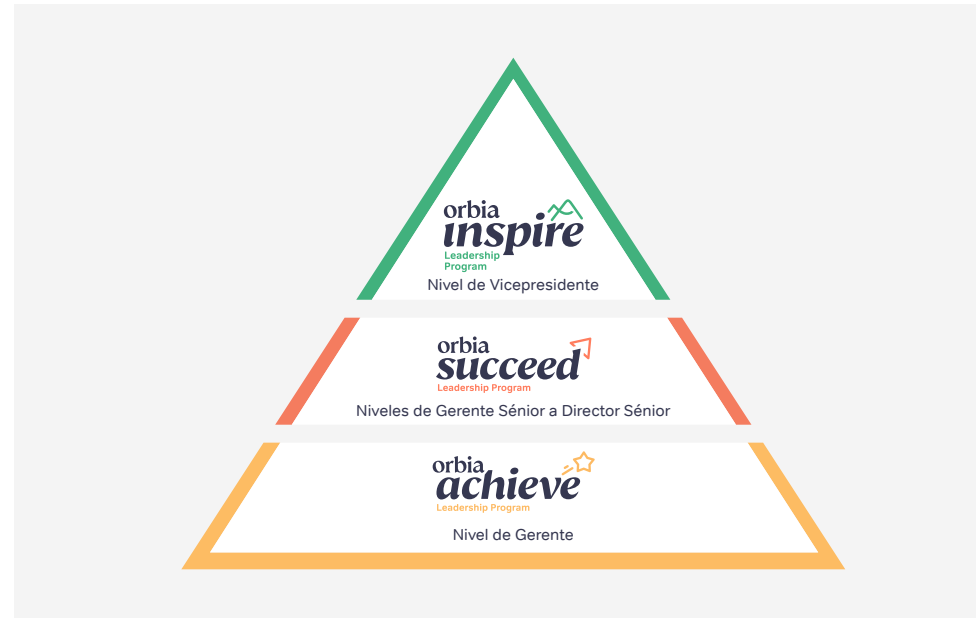 orbia
inspire
Leadership
Program
Nivel de Vicepresidente
orbia
succeed
Leadership Program
Niveles de Gerente Sénior a Director Sénior
orbia
achieve
Leadership Program
Nivel de Gerente